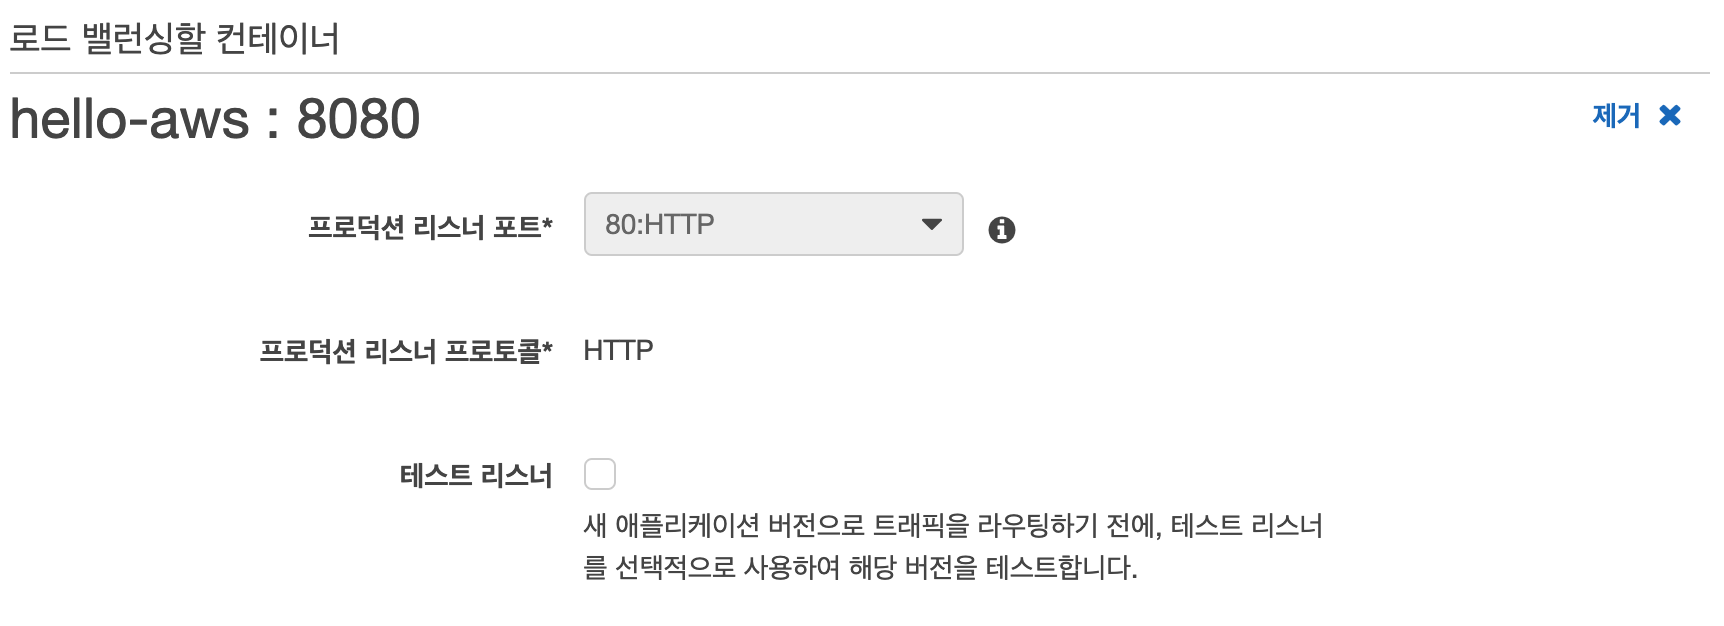 로드 밸런싱할 컨테이너
hello-aws : 8080
제거
프로덕션 리스너 포트*
80:HTTP
프로덕션 리스너 프로토콜*
HTTP
테스트 리스너
새 애플리케이션 버전으로 트래픽을 라우팅하기 전에, 테스트 리스너
를 선택적으로 사용하여 해당 버전을 테스트합니다.